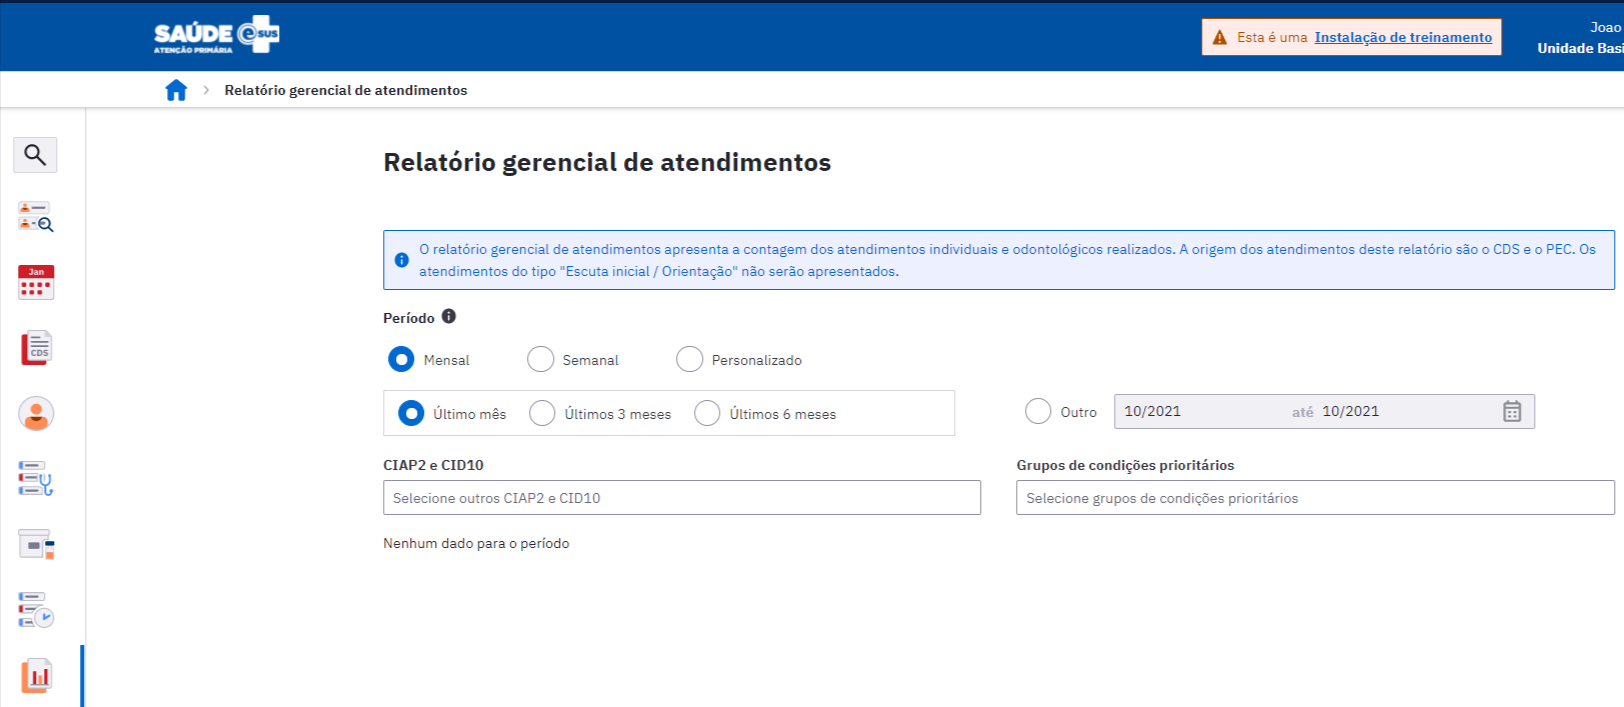 SAÚDE e SUS
ATENÇÃO PRIMÁRIA
Esta é uma Instalação de treinamento
Joao
Unidade Basi
Relatório gerencial de atendimentos
Relatório gerencial de atendimentos
O relatório gerencial de atendimentos apresenta a contagem dos atendimentos individuais e odontológicos realizados. A origem dos atendimentos deste relatório são o CDS e o PEC. Os
atendimentos do tipo "Escuta inicial / Orientação" não serão apresentados.
Período
Mensal Semanal Personalizado
Último mês Últimos 3 meses Últimos 6 meses Outro 10/2021 até 10/2021
CIAP2 e CID10 Grupos de condições prioritários
Selecione outros CIAP2 e CID10 Selecione grupos de condições prioritários
Nenhum dado para o período
Jan
CDS